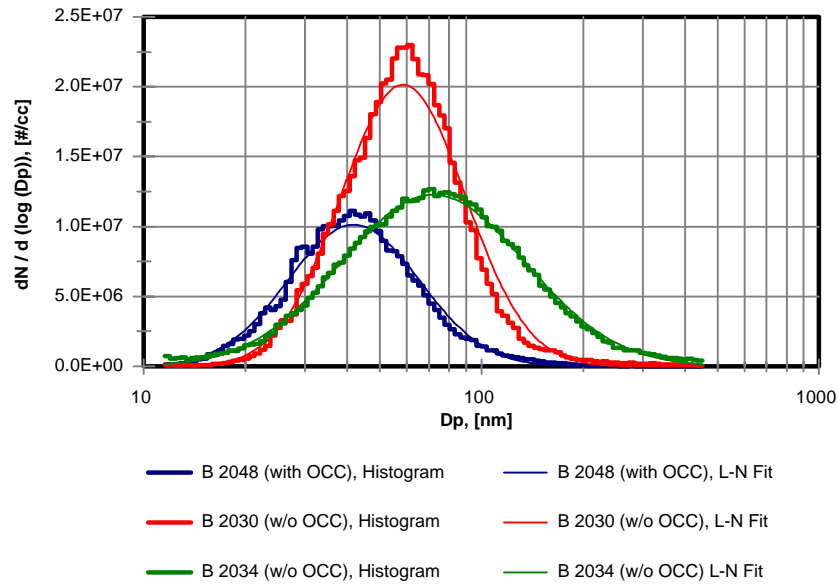 2.5E+07
2.0E+07
1.5E+07
1.0E+07
5.0E+06
0.0E+00
dN / d (log (Dp)), [#/cc]
10 100 1000
Dp, [nm]
B 2048 (with OCC), Histogram B 2048 (with OCC), L-N Fit
B 2030 (w/o OCC), Histogram B 2030 (w/o OCC), L-N Fit
B 2034 (w/o OCC), Histogram B 2034 (w/o OCC) L-N Fit